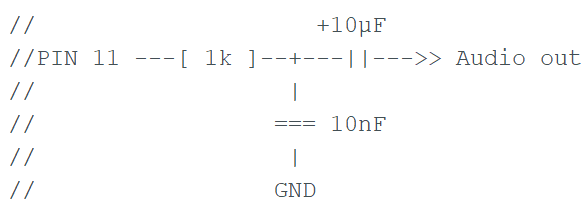 //                      +10µF
//PIN 11 ---[ 1k ]--+---||--->> Audio out
//                  |
//                 === 10nF
//                  |
//                 GND